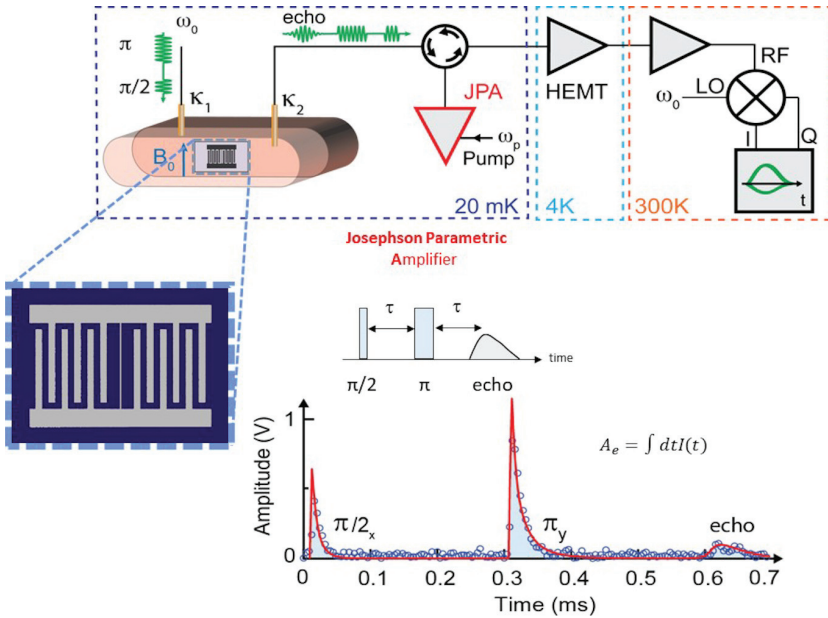 ω₀
echo
π
π/2
κ₁
κ₂
JPA
HEMT
RF
LO
ω₀
I
Q
ωₚ
Pump
B₀
t
20 mK
4K
300K
Josephson Parametric
Amplifier
τ
τ
time
π/2
π
echo
1
Amplitude (V)
Aₑ = ∫ dtI(t)
π/2ₓ
π_y
echo
0
0
0.1
0.2
0.3
0.4
0.5
0.6
0.7
Time (ms)